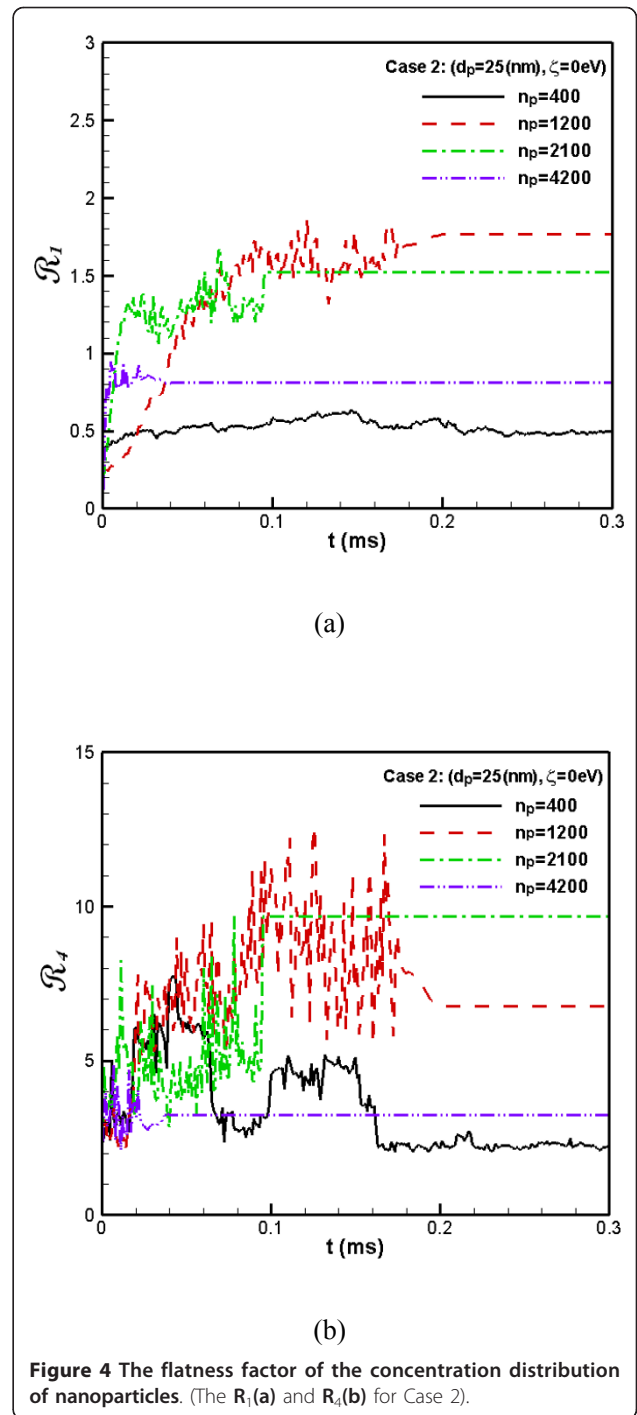 3
2.5
2
1.5
1
0.5
0
ℛ1
Case 2: (dp=25(nm), ζ=0eV)
np=400
np=1200
np=2100
np=4200
0 0.1 0.2 0.3
t (ms)
(a)
15
10
5
0
ℛ4
Case 2: (dp=25(nm), ζ=0eV)
np=400
np=1200
np=2100
np=4200
0 0.1 0.2 0.3
t (ms)
(b)
Figure 4 The flatness factor of the concentration distribution
of nanoparticles. (The R1(a) and R4(b) for Case 2).